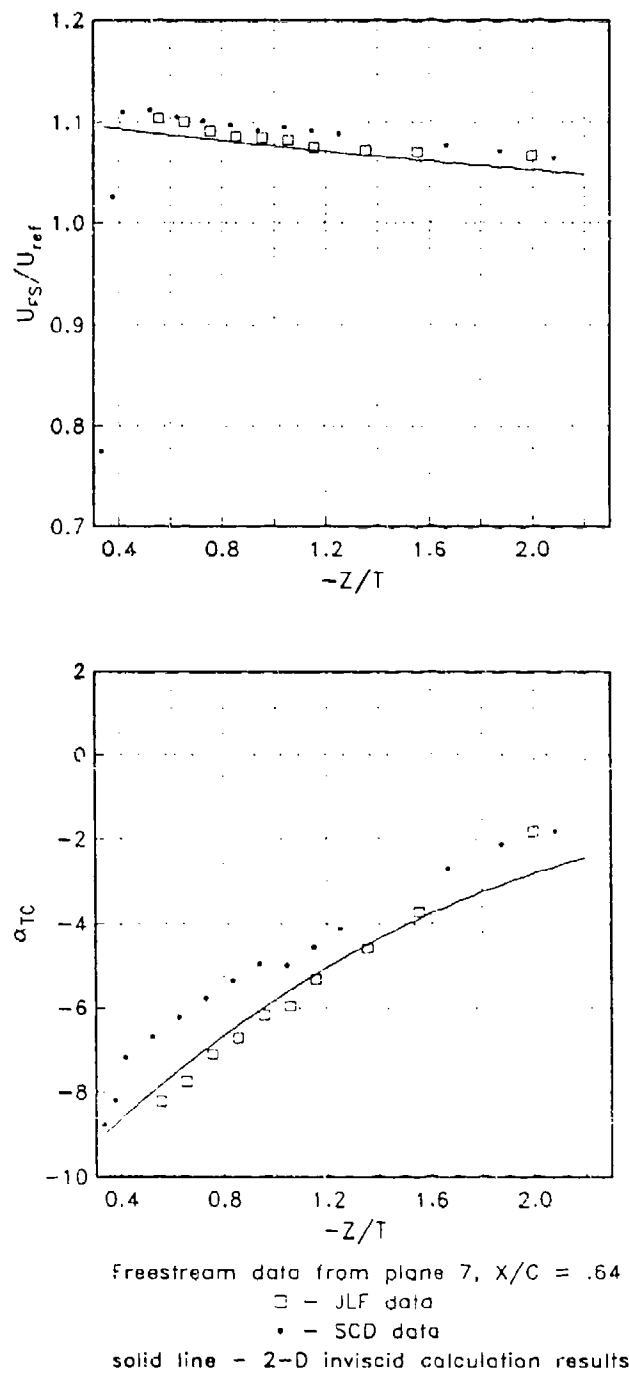 1.2
1.1
1.0
0.9
0.8
0.7
U_FS/U_ref
0.4 0.8 1.2 1.6 2.0
-Z/T
2
0
-2
-4
-6
-8
-10
α_TC
0.4 0.8 1.2 1.6 2.0
-Z/T
Freestream data from plane 7, X/C = .64
□ - JLF data
• - SCD data
solid line - 2-D inviscid calculation results